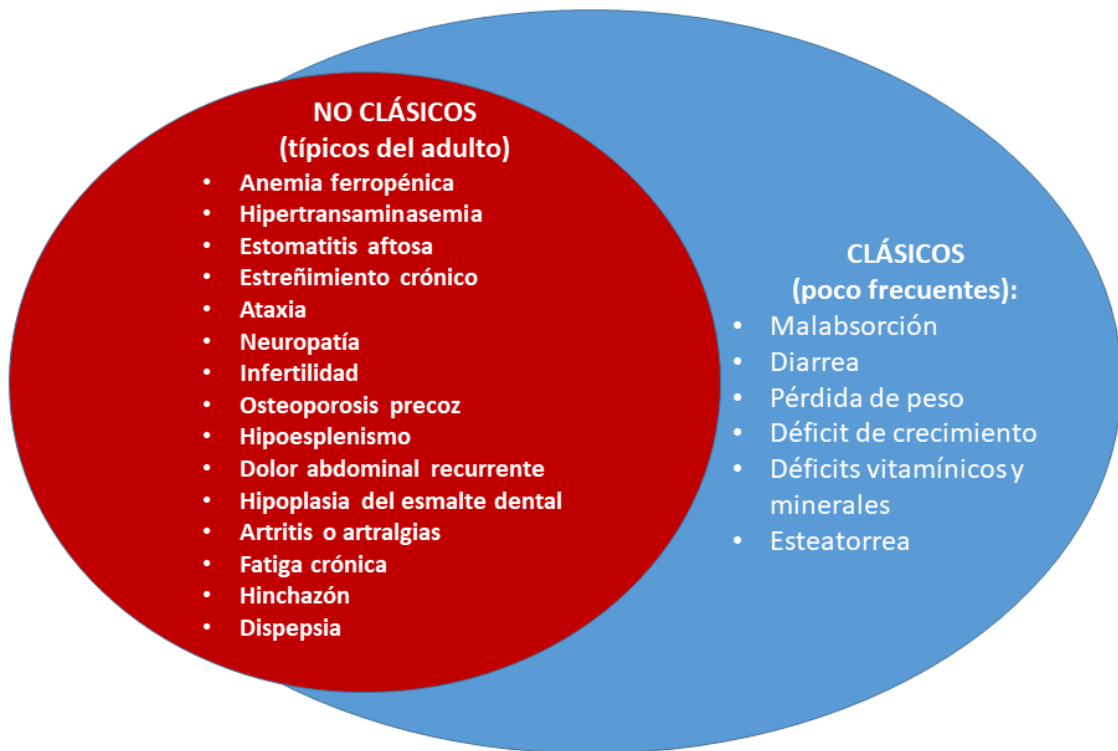 NO CLÁSICOS
(típicos del adulto)
• Anemia ferropénica
• Hipertransaminasemia
• Estomatitis aftosa
• Estreñimiento crónico
• Ataxia
• Neuropatía
• Infertilidad
• Osteoporosis precoz
• Hipoesplenismo
• Dolor abdominal recurrente
• Hipoplasia del esmalte dental
• Artritis o artralgias
• Fatiga crónica
• Hinchazón
• Dispepsia
CLÁSICOS
(poco frecuentes):
• Malabsorción
• Diarrea
• Pérdida de peso
• Déficit de crecimiento
• Déficits vitamínicos y
minerales
• Esteatorrea